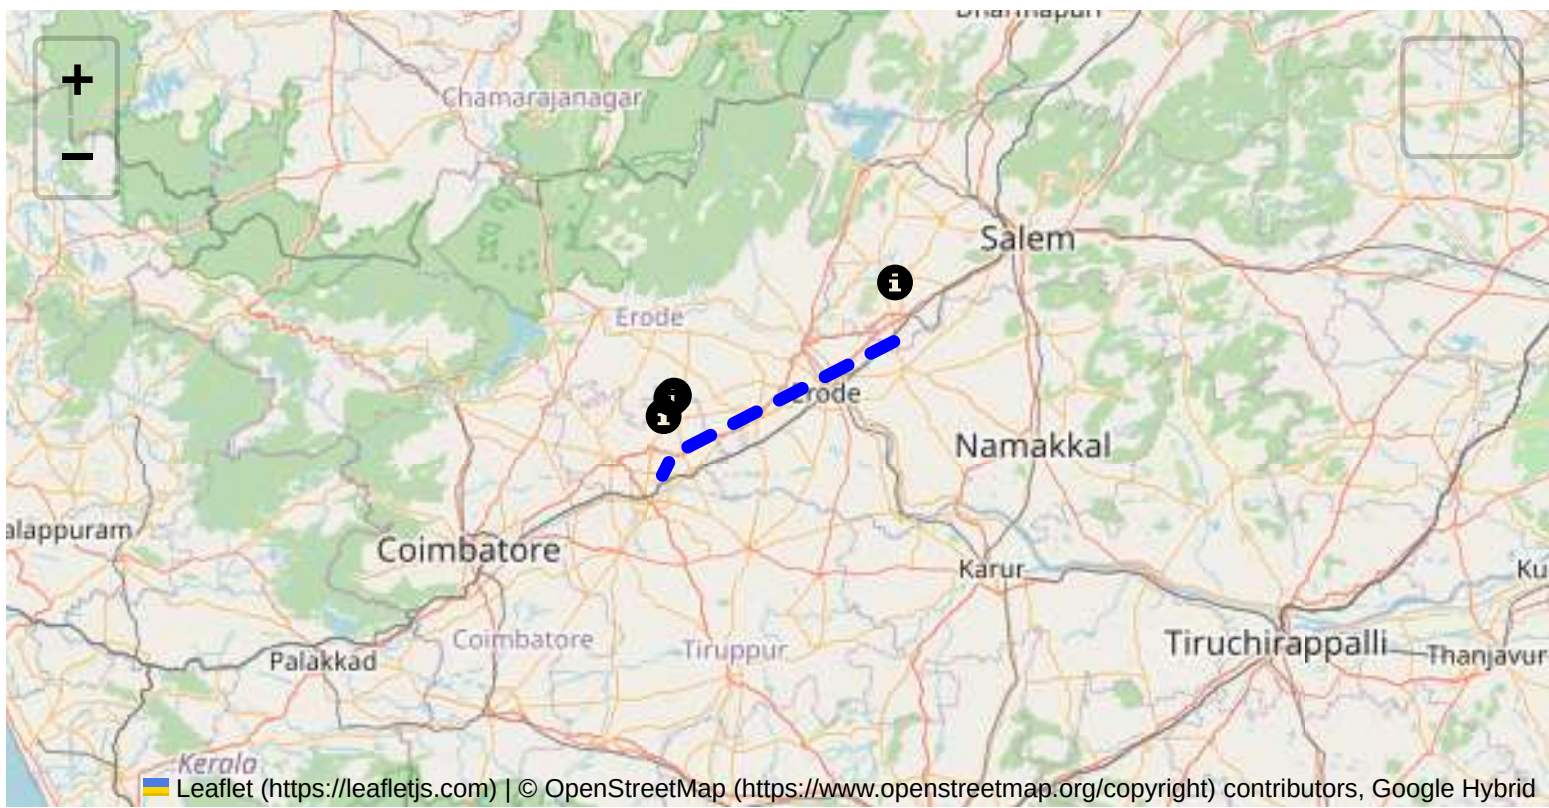 Dharmapuri
+
Chamarajanagar
−
Salem
i
Erode
i
Erode
Namakkal
alappuram
Coimbatore
Karur
Ku
Coimbatore
Tiruppur
Tiruchirappalli
Palakkad
Thanjavur
Kerala
Leaflet (https://leafletjs.com) | © OpenStreetMap (https://www.openstreetmap.org/copyright) contributors, Google Hybrid